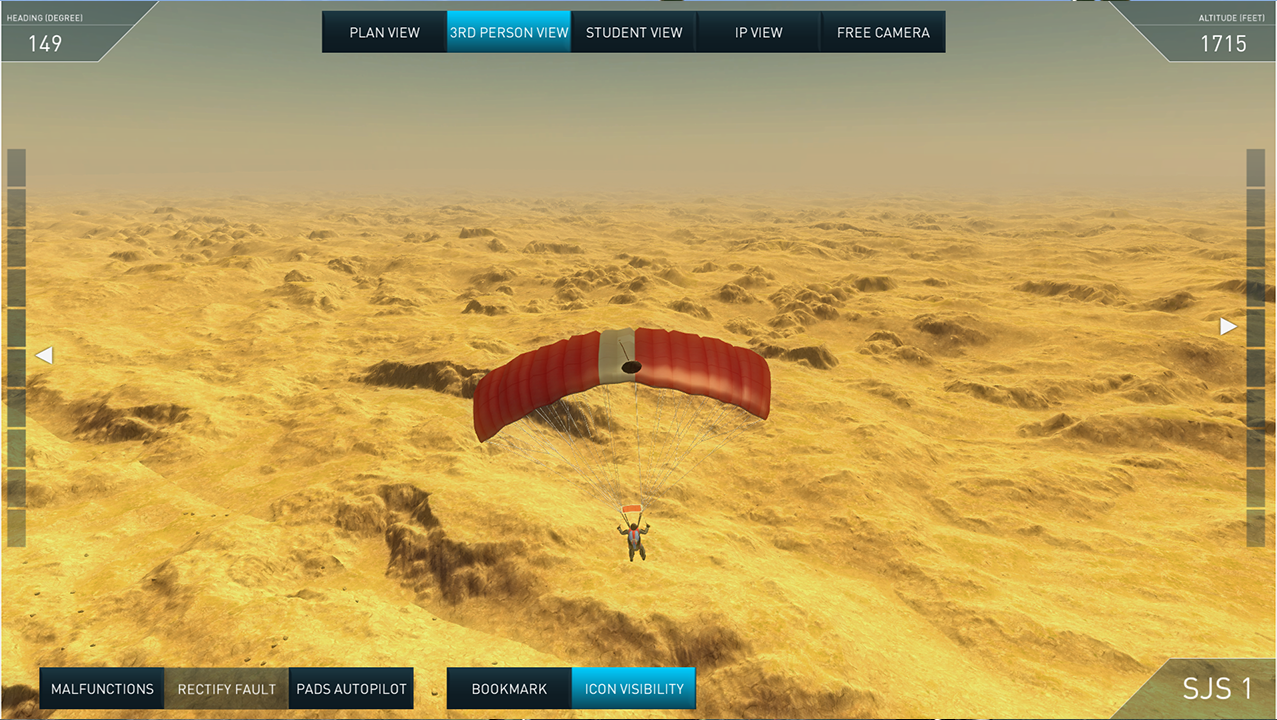 HEADING (DEGREE)
149
PLAN VIEW
3RD PERSON VIEW
STUDENT VIEW
IP VIEW
FREE CAMERA
ALTITUDE (FEET)
1715
MALFUNCTIONS
RECTIFY FAULT
PADS AUTOPILOT
BOOKMARK
ICON VISIBILITY
SJS 1